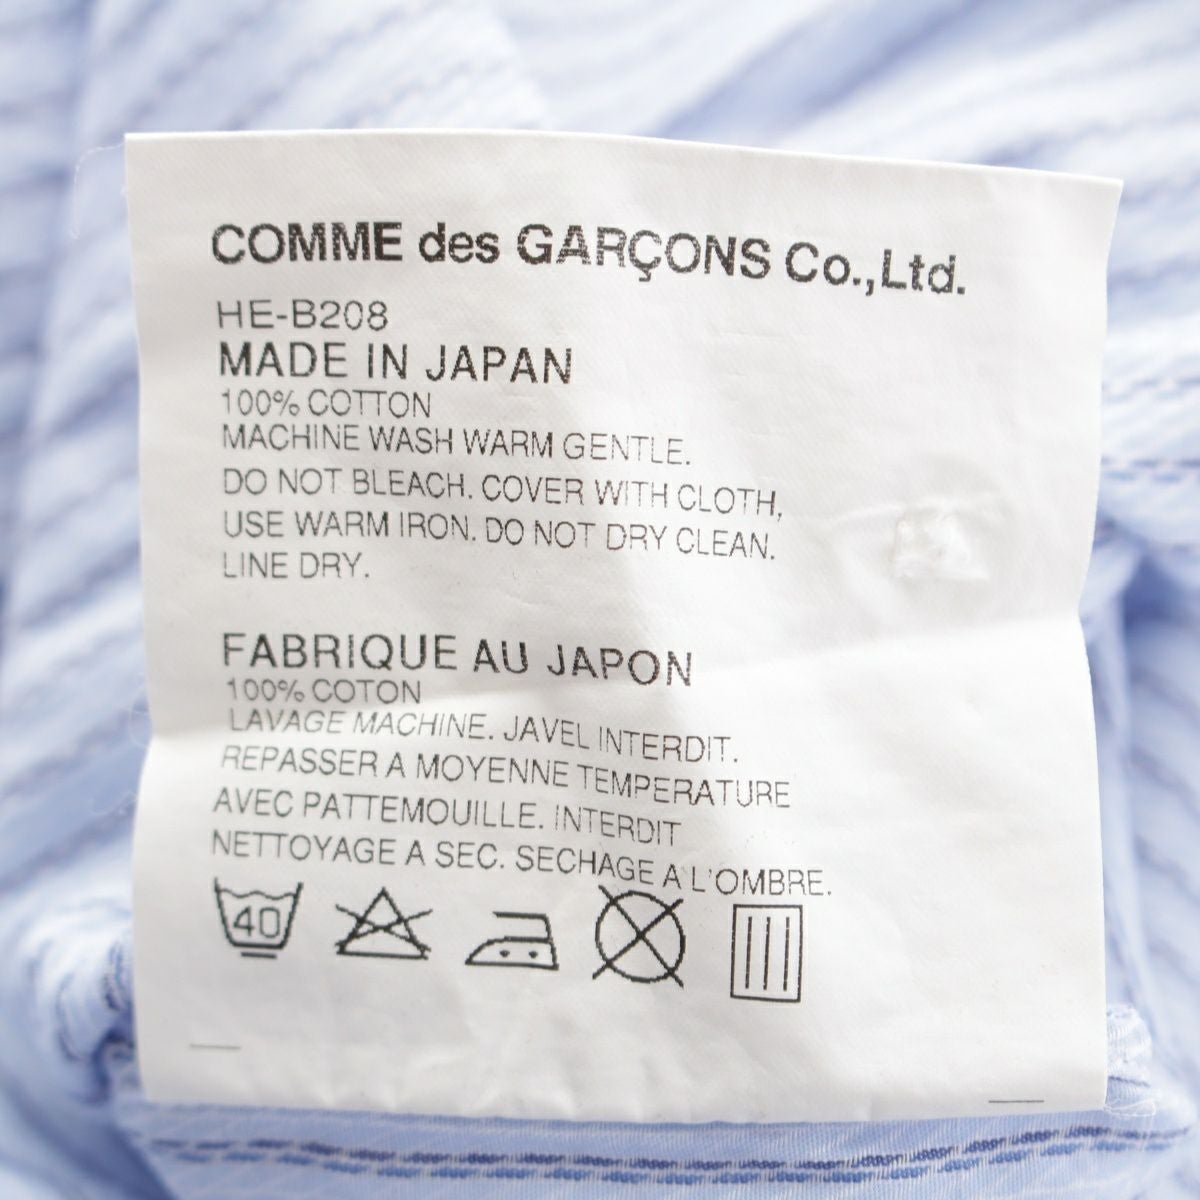 COMME des GARÇONS Co.,Ltd.
HE-B208
MADE IN JAPAN
100% COTTON
MACHINE WASH WARM GENTLE.
DO NOT BLEACH. COVER WITH CLOTH,
USE WARM IRON. DO NOT DRY CLEAN.
LINE DRY.
FABRIQUE AU JAPON
100% COTON
LAVAGE MACHINE. JAVEL INTERDIT.
REPASSER A MOYENNE TEMPERATURE
AVEC PATTEMOUILLE. INTERDIT
NETTOYAGE A SEC. SECHAGE A L'OMBRE.
40